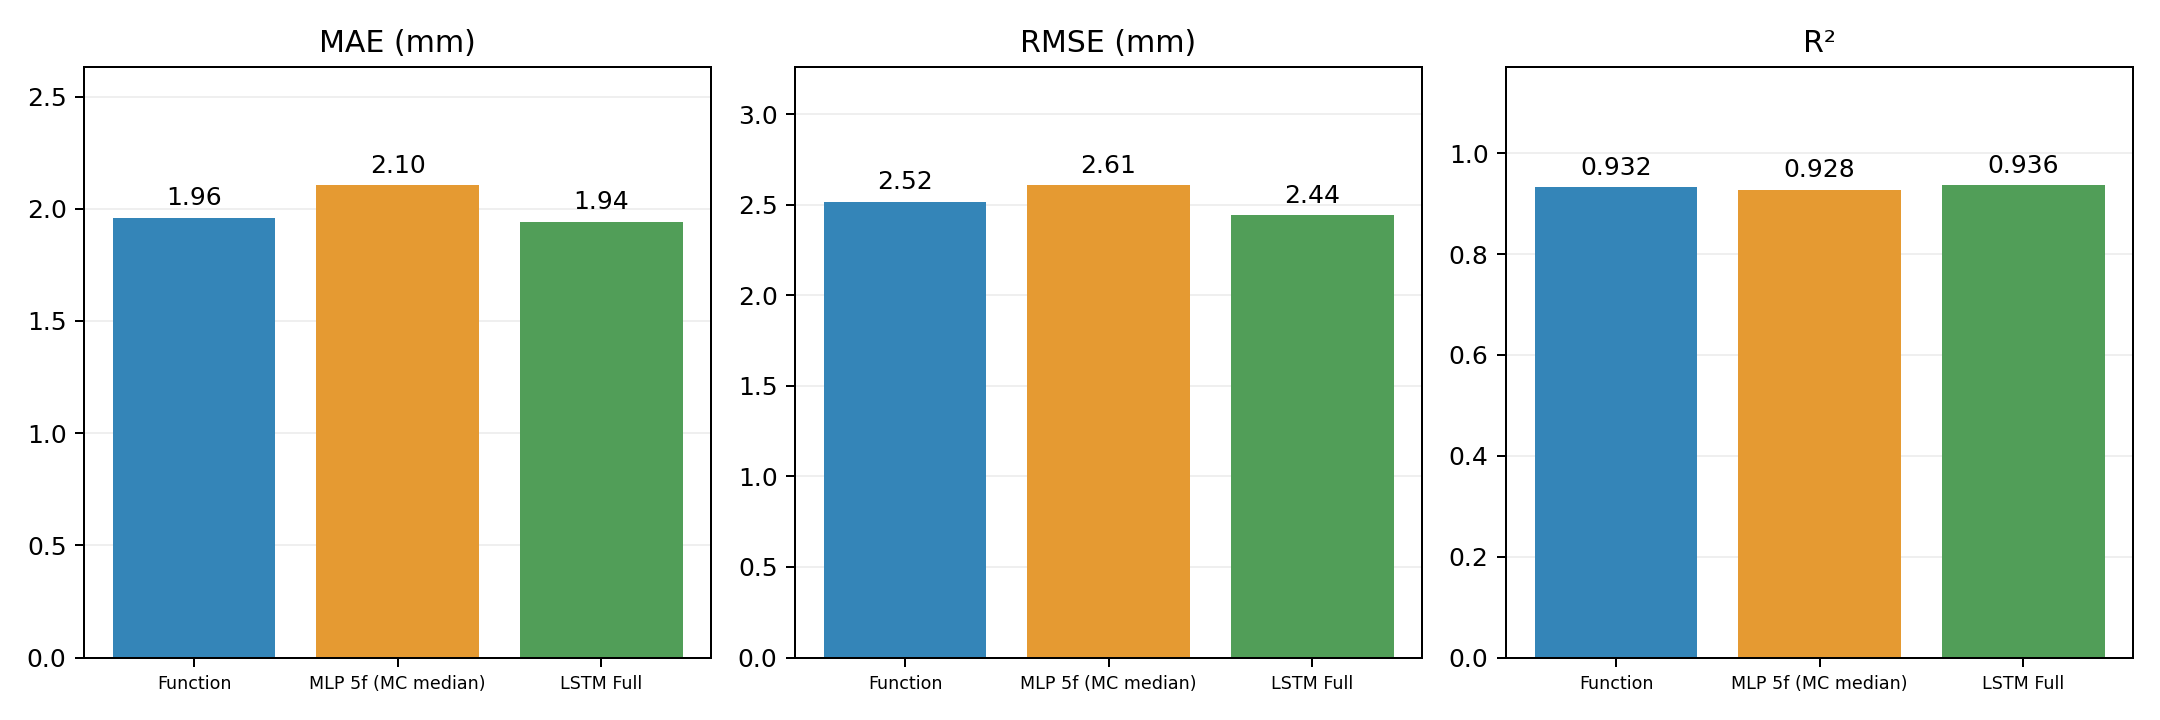 MAE (mm)
2.5
2.0
1.5
1.0
0.5
0.0
1.96
2.10
1.94
Function
MLP 5f (MC median)
LSTM Full
RMSE (mm)
3.0
2.5
2.0
1.5
1.0
0.5
0.0
2.52
2.61
2.44
Function
MLP 5f (MC median)
LSTM Full
R²
1.0
0.8
0.6
0.4
0.2
0.0
0.932
0.928
0.936
Function
MLP 5f (MC median)
LSTM Full